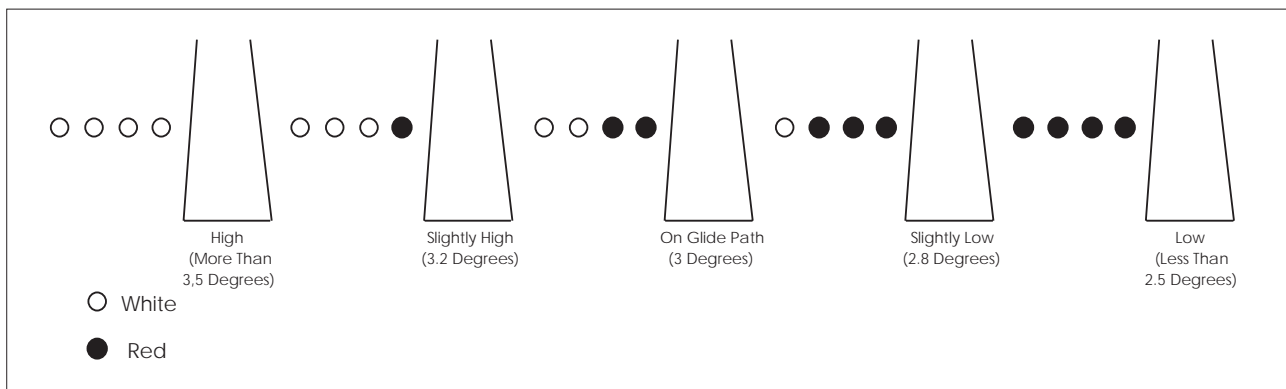 High
(More Than
3,5 Degrees)
Slightly High
(3.2 Degrees)
On Glide Path
(3 Degrees)
Slightly Low
(2.8 Degrees)
Low
(Less Than
2.5 Degrees)
White
Red